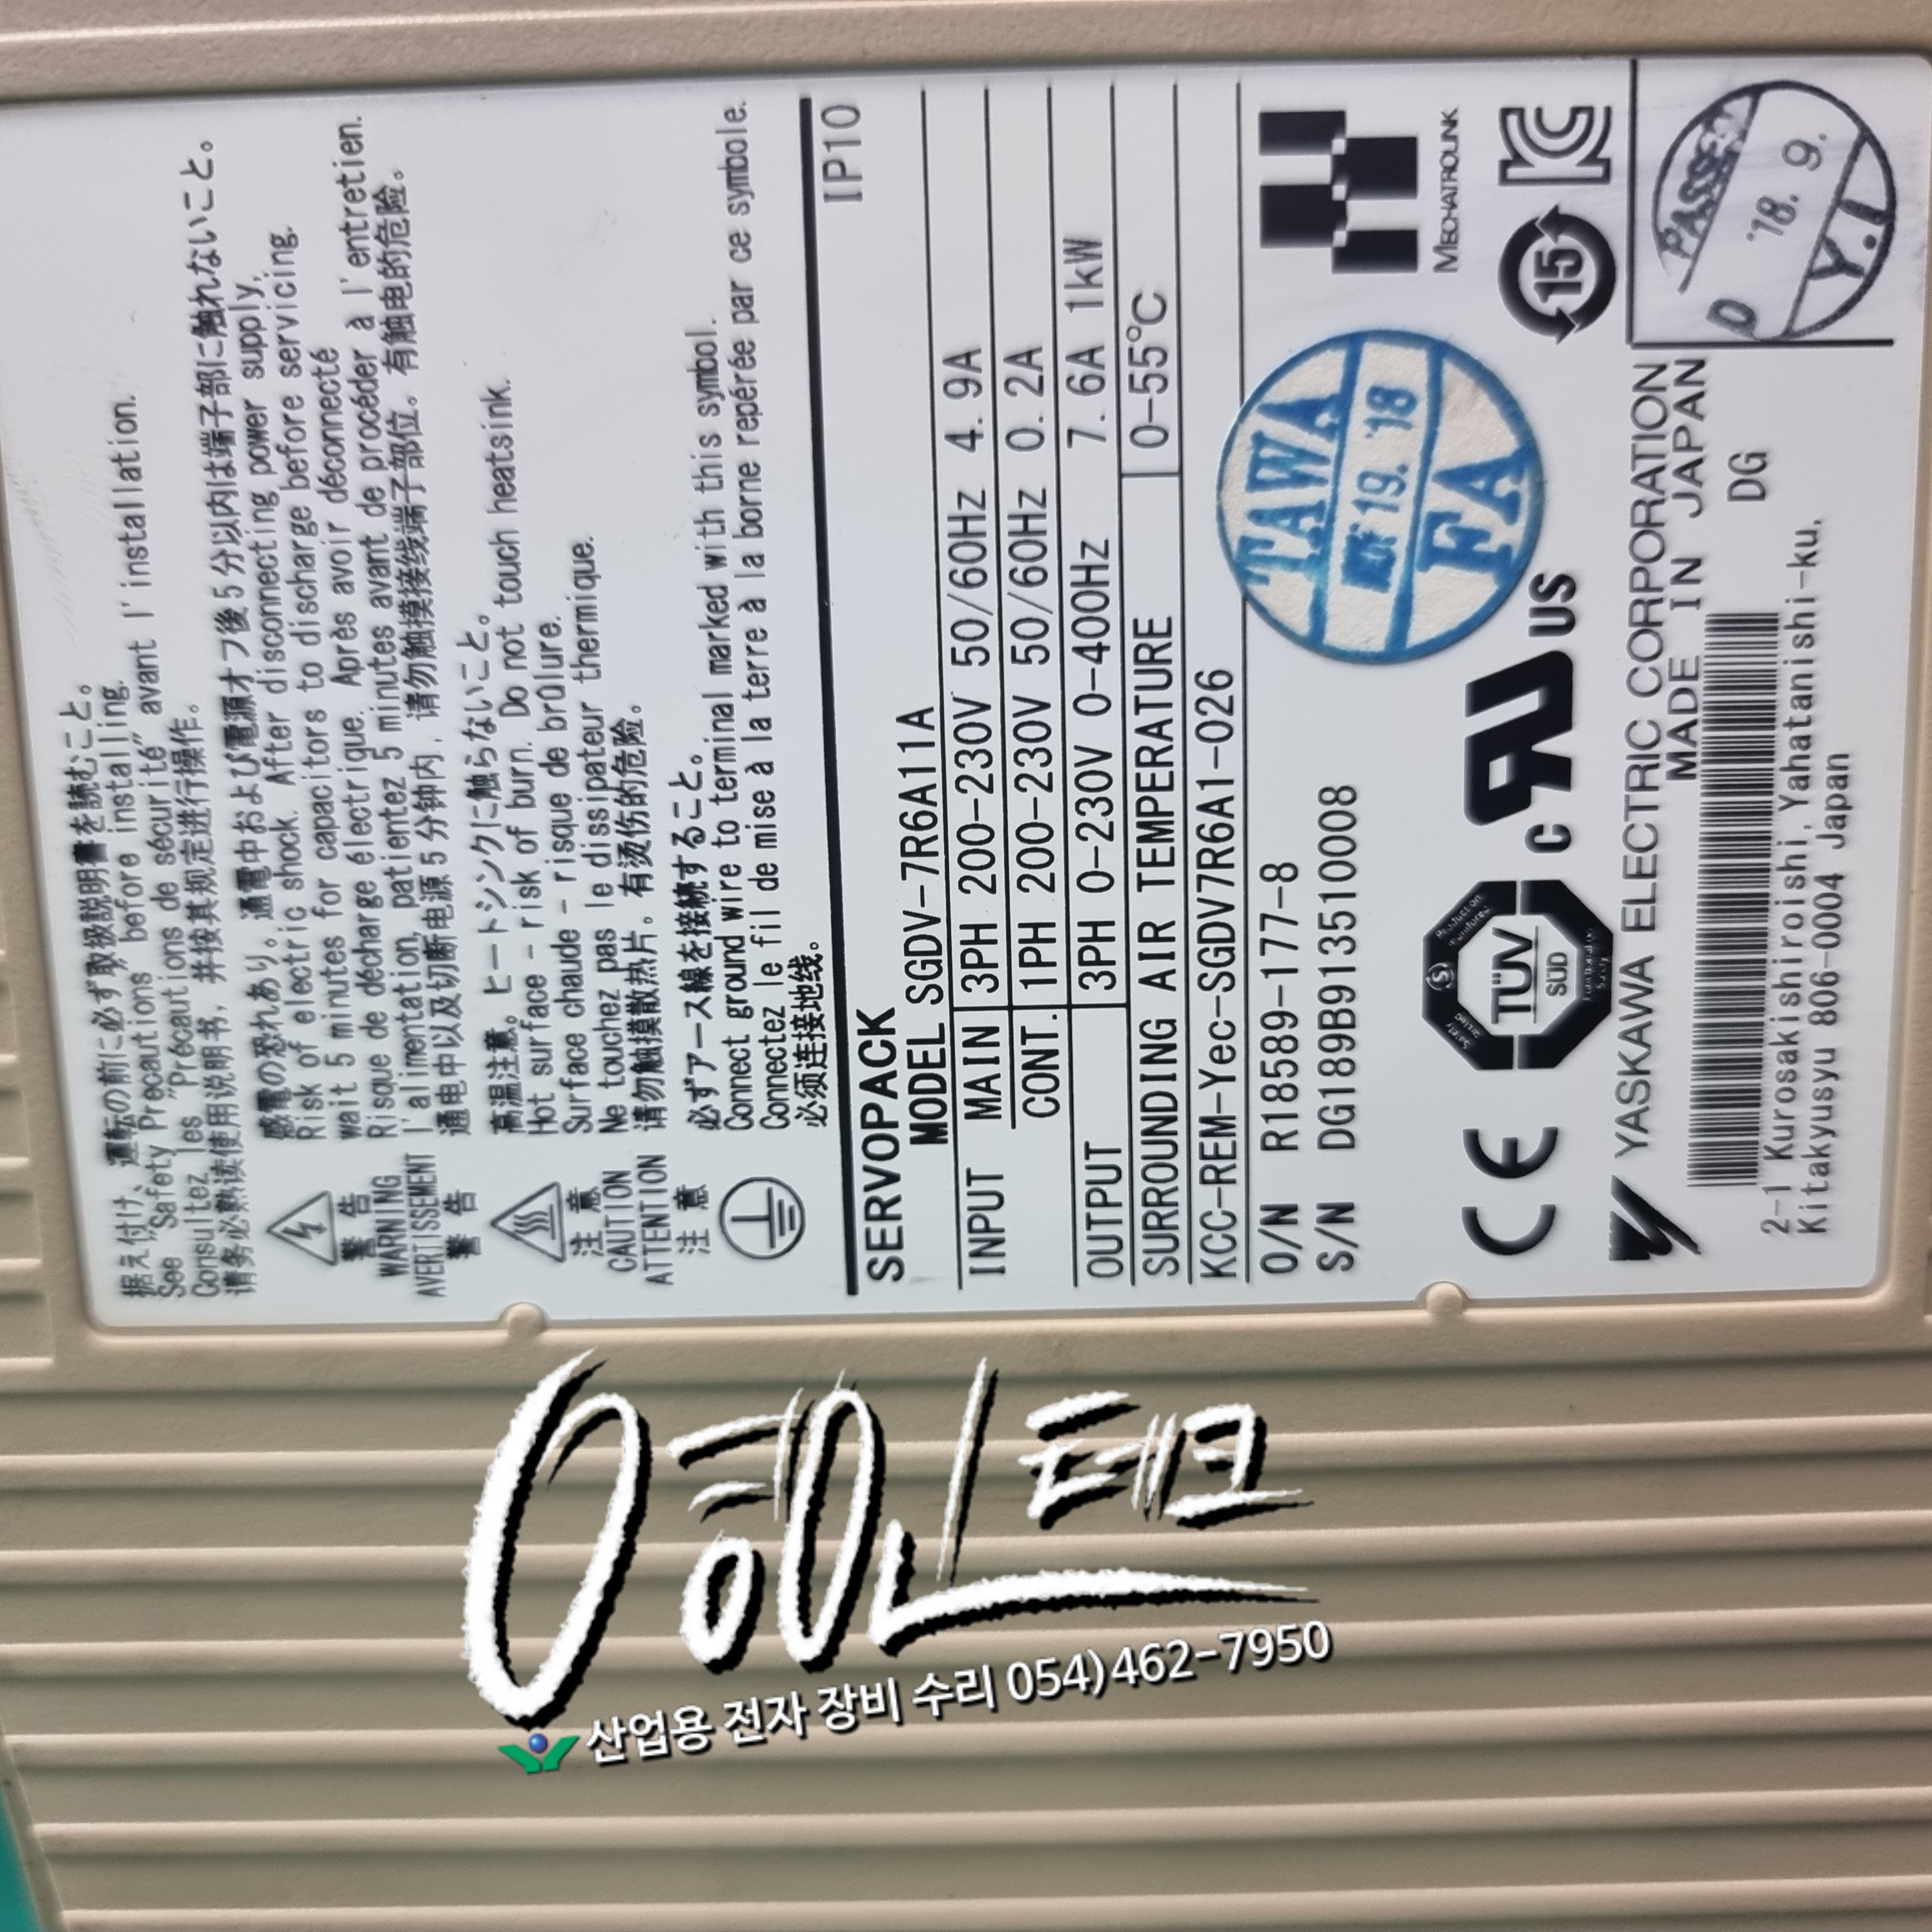 据え付け、運転の前に必ず取扱説明書を読むこと。
See "Safety Precautions" before installing.
Consultez les "Précautions de sécurité" avant l'installation.
请务必熟读使用说明书，并按其规定进行操作。
警 告
WARNING
AVERTISSEMENT
警 告
感電の恐れあり。通電中および電源オフ後5分以内は端子部に触れないこと。
Risk of electric shock. After disconnecting power supply,
wait 5 minutes for capacitors to discharge before servicing.
Risque de décharge électrique. Après avoir déconnecté
l'alimentation, patientez 5 minutes avant de procéder à l'entretien.
通电中以及切断电源5分钟内，请勿触摸接线端子部位。有触电的危险。
注 意
CAUTION
ATTENTION
注 意
高温注意。ヒートシンクに触らないこと。
Hot surface - risk of burn. Do not touch heatsink.
Surface chaude - risque de brûlure.
Ne touchez pas le dissipateur thermique.
请勿触摸散热片。有烫伤的危险。
必ずアース線を接続すること。
Connect ground wire to terminal marked with this symbol.
Connectez le fil de mise à la terre à la borne repérée par ce symbole.
必须连接地线。
SERVOPACK IP10
MODEL SGDV-7R6A11A
INPUT MAIN 3PH 200-230V 50/60Hz 4.9A
CONT. 1PH 200-230V 50/60Hz 0.2A
OUTPUT 3PH 0-230V 0-400Hz 7.6A 1kW
SURROUNDING AIR TEMPERATURE 0-55℃
KCC-REM-Yec-SGDV7R6A1-026
O/N R18589-177-8
S/N DG189B913510008
MECHATROLINK
TAWA
19.'18
FA
CE
TÜV
SÜD
c RU US
15
KC
YASKAWA ELECTRIC CORPORATION
MADE IN JAPAN
DG
2-1 Kurosakishiroishi, Yahatanishi-ku,
Kitakyusyu 806-0004 Japan
PASSED
'18. 9.
D Y.I
영인테크
산업용 전자 장비 수리 054)462-7950